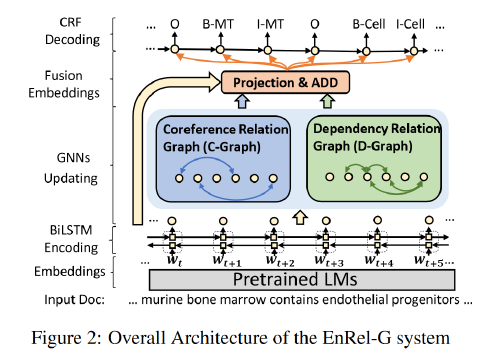 CRF
Decoding
... O B-MT I-MT O B-Cell I-Cell ...
... ...
Fusion
Embeddings
Projection & ADD
GNNs
Updating
Coreference Relation
Graph (C-Graph)
Dependency Relation
Graph (D-Graph)
BiLSTM
Encoding
... ...
Embeddings
w_t w_{t+1} w_{t+2} w_{t+3} w_{t+4} w_{t+5} ...
Pretrained LMs
Input Doc: ... murine bone marrow contains endothelial progenitors ...
Figure 2: Overall Architecture of the EnRel-G system